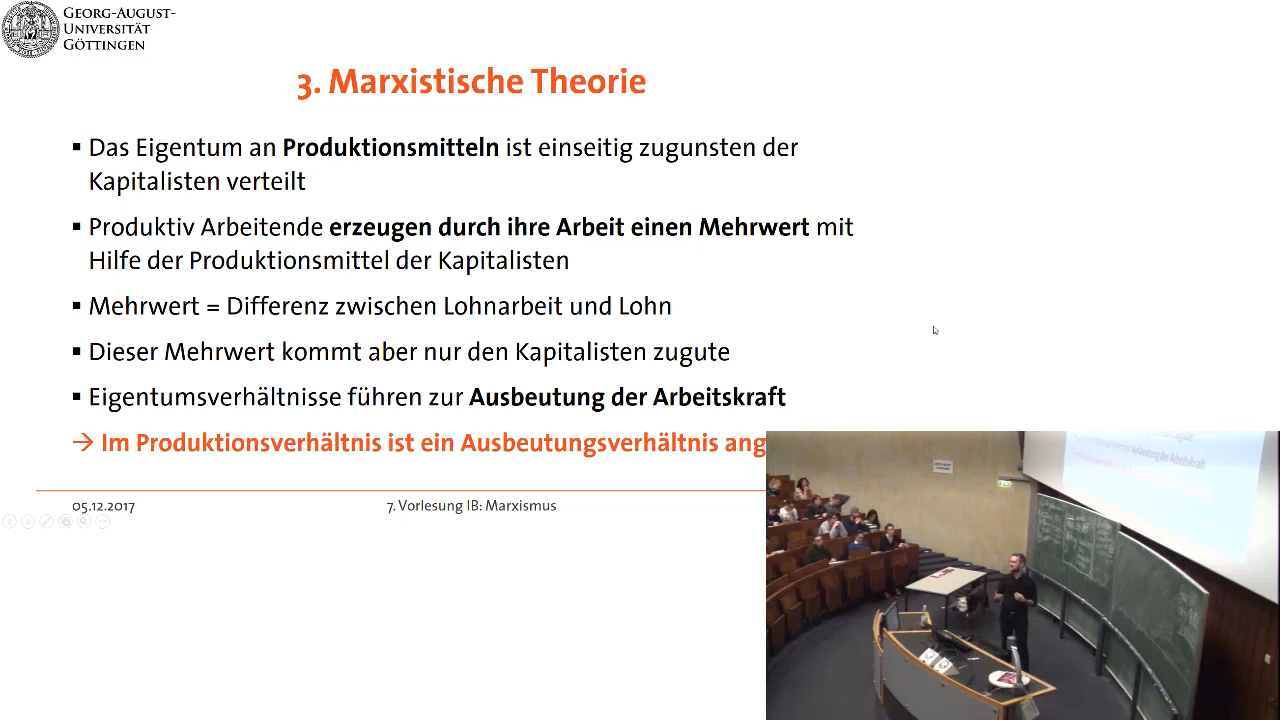 GEORG-AUGUST-
UNIVERSITÄT
GÖTTINGEN
3. Marxistische Theorie
▪ Das Eigentum an Produktionsmitteln ist einseitig zugunsten der
Kapitalisten verteilt
▪ Produktiv Arbeitende erzeugen durch ihre Arbeit einen Mehrwert mit
Hilfe der Produktionsmittel der Kapitalisten
▪ Mehrwert = Differenz zwischen Lohnarbeit und Lohn
▪ Dieser Mehrwert kommt aber nur den Kapitalisten zugute
▪ Eigentumsverhältnisse führen zur Ausbeutung der Arbeitskraft
→ Im Produktionsverhältnis ist ein Ausbeutungsverhältnis ang
05.12.2017
7. Vorlesung IB: Marxismus
Ausbeutung der Arbeitskraft